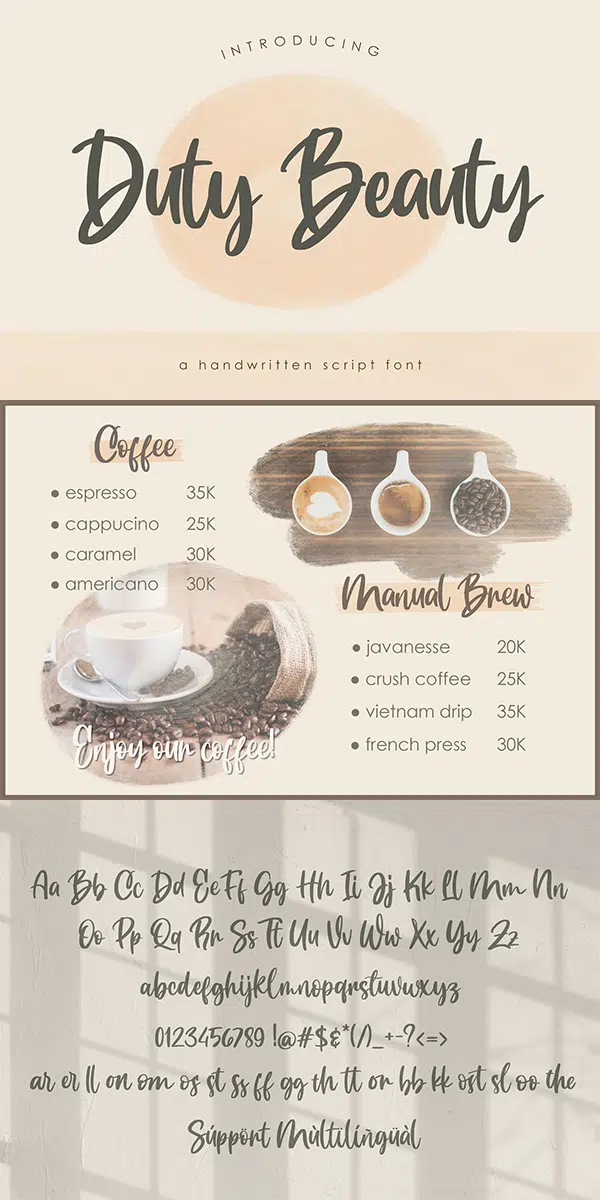 INTRODUCING
Duty Beauty
a handwritten script font
Coffee
• espresso 35K
• cappucino 25K
• caramel 30K
• americano 30K
Enjoy our coffee!
Manual Brew
• javanesse 20K
• crush coffee 25K
• vietnam drip 35K
• french press 30K
Aa Bb Cc Dd Ee Ff Gg Hh Ii Jj Kk Ll Mm Nn
Oo Pp Qq Rr Ss Tt Uu Vv Ww Xx Yy Zz
abcdefghijklmnopqrstuvwxyz
0123456789 !@#$&*(/)_+-?<=>
ar er ll on om os st ss ff gg th tt or bb kk ost sl oo the
Súppört Mùltilíñgüàl